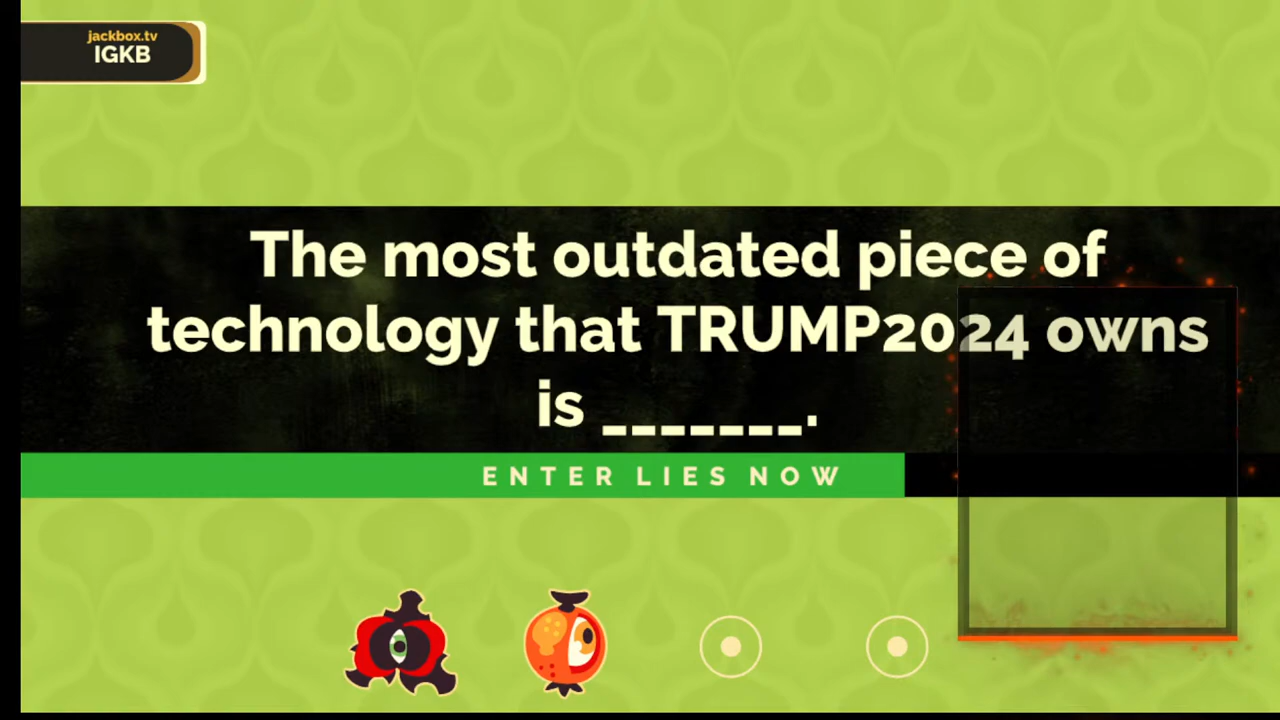 jackbox.tv
IGKB
The most outdated piece of
technology that TRUMP2024 owns
is _______.
ENTER LIES NOW